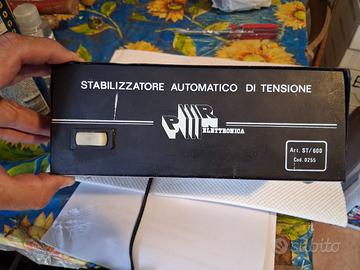 STABILIZZATORE AUTOMATICO DI TENSIONE
ELETTRONICA
Art. ST/600
Cod. 0255
subito